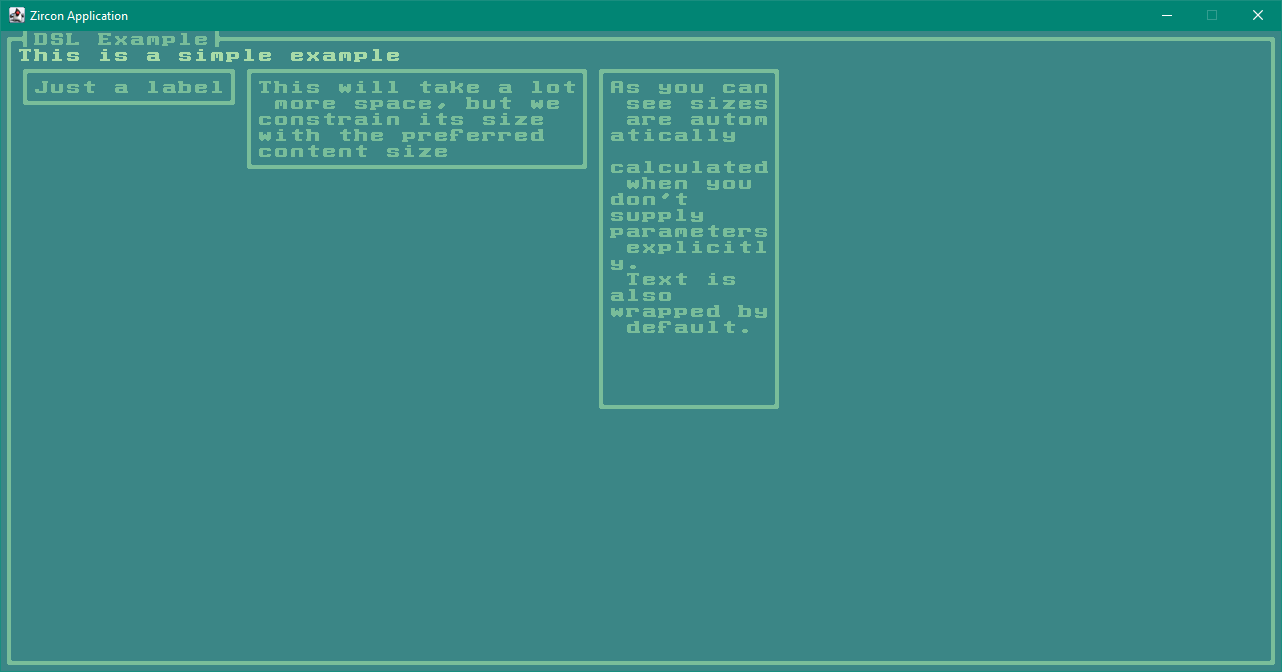 Zircon Application
DSL Example
This is a simple example
Just a label
This will take a lot
more space, but we
constrain its size
with the preferred
content size
As you can
see sizes
are autom
atically
calculated
when you
don't
supply
parameters
explicitl
y.
Text is
also
wrapped by
default.